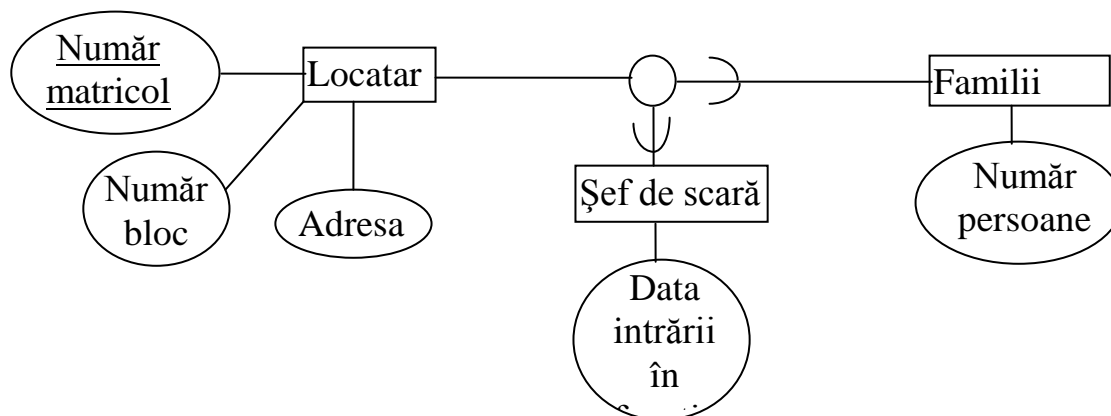 Număr
matricol
Locatar
Familii
Număr
bloc
Adresa
Şef de scară
Număr
persoane
Data
intrării
în